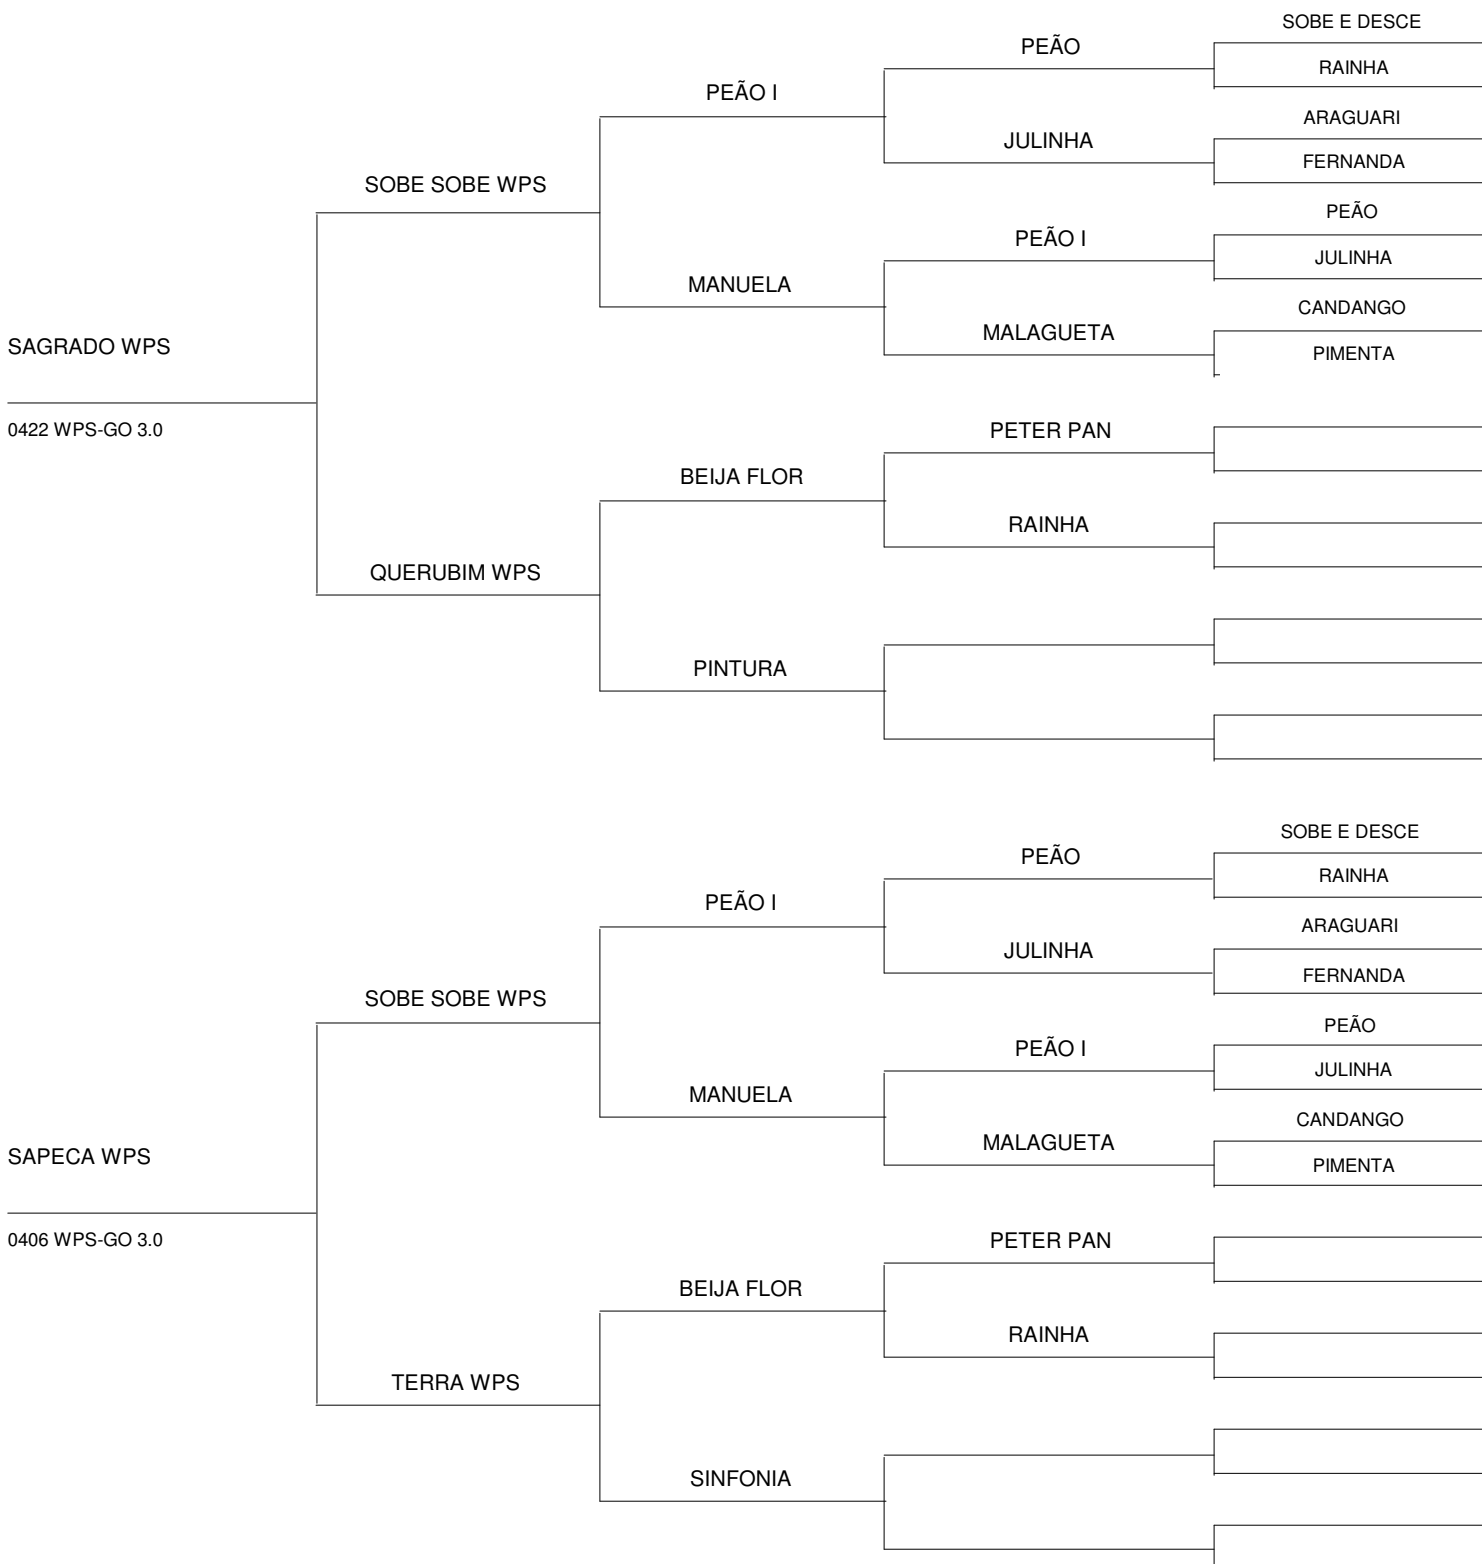 SOBE E DESCE
PEÃO
RAINHA
PEÃO I
ARAGUARI
JULINHA
FERNANDA
SOBE SOBE WPS
PEÃO
PEÃO I
JULINHA
MANUELA
CANDANGO
MALAGUETA
SAGRADO WPS
PIMENTA
0422 WPS-GO 3.0
PETER PAN
BEIJA FLOR
RAINHA
QUERUBIM WPS
PINTURA
SOBE E DESCE
PEÃO
RAINHA
PEÃO I
ARAGUARI
JULINHA
FERNANDA
SOBE SOBE WPS
PEÃO
PEÃO I
JULINHA
MANUELA
CANDANGO
MALAGUETA
SAPECA WPS
PIMENTA
0406 WPS-GO 3.0
PETER PAN
BEIJA FLOR
RAINHA
TERRA WPS
SINFONIA